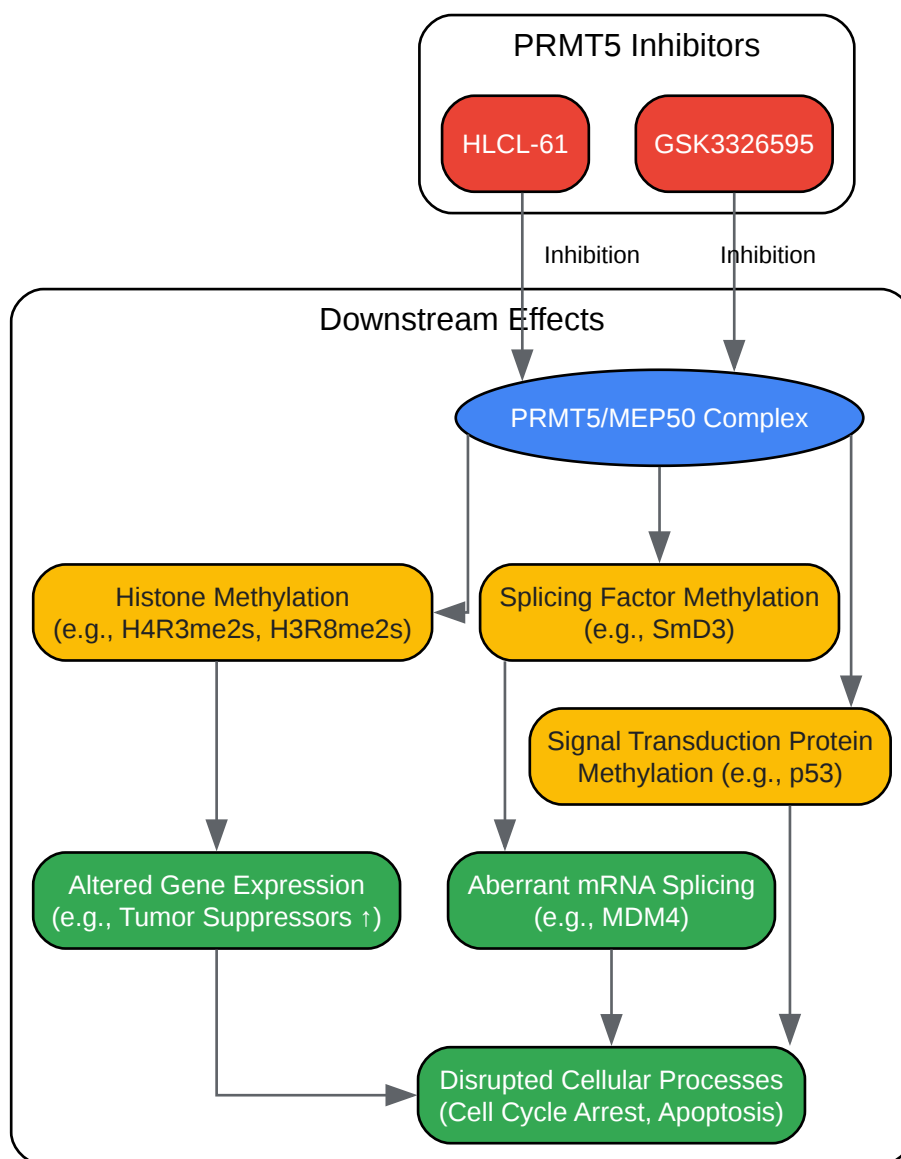 PRMT5 Inhibitors
HLCL-61
GSK3326595
Inhibition
Inhibition
Downstream Effects
PRMT5/MEP50 Complex
Histone Methylation
(e.g., H4R3me2s, H3R8me2s)
Splicing Factor Methylation
(e.g., SmD3)
Signal Transduction Protein
Methylation (e.g., p53)
Altered Gene Expression
(e.g., Tumor Suppressors ↑)
Aberrant mRNA Splicing
(e.g., MDM4)
Disrupted Cellular Processes
(Cell Cycle Arrest, Apoptosis)